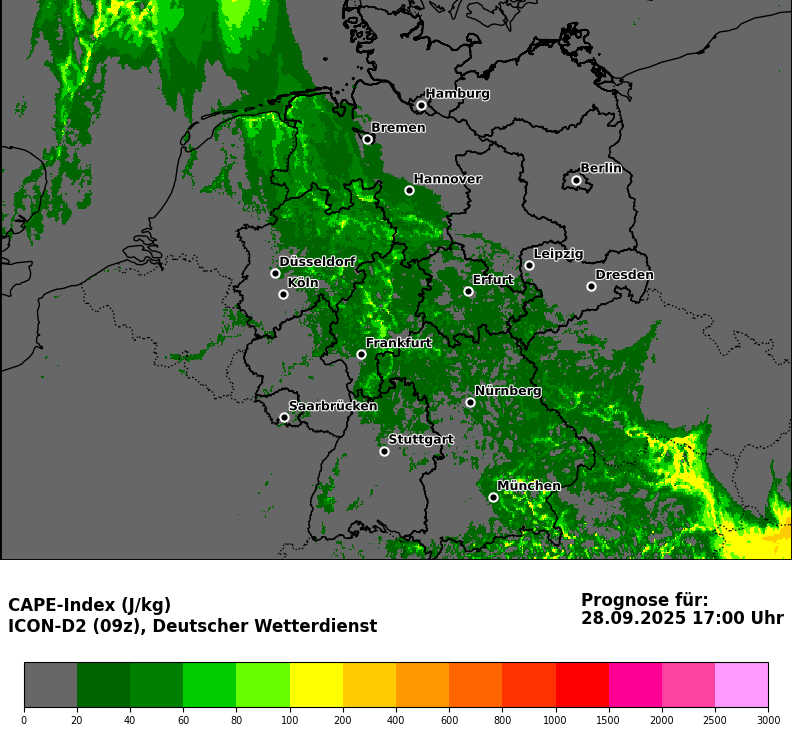 Hamburg
Bremen
Berlin
Hannover
Leipzig
Düsseldorf
Dresden
Köln
Erfurt
Frankfurt
Nürnberg
Saarbrücken
Stuttgart
München
CAPE-Index (J/kg)
ICON-D2 (09z), Deutscher Wetterdienst
Prognose für:
28.09.2025 17:00 Uhr
0 20 40 60 80 100 200 400 600 800 1000 1500 2000 2500 3000